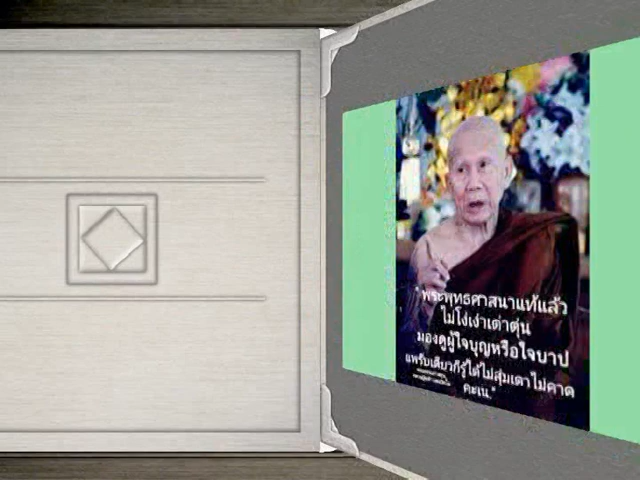 "พระพุทธศาสนาแท้แล้ว
ไม่โง่เง่าเต่าตุ่น
มองดูผู้ใจบุญหรือใจบาป
แพร็บเดียวก็รู้ได้ไม่สุ่มเดาไม่คาด
คะเน."